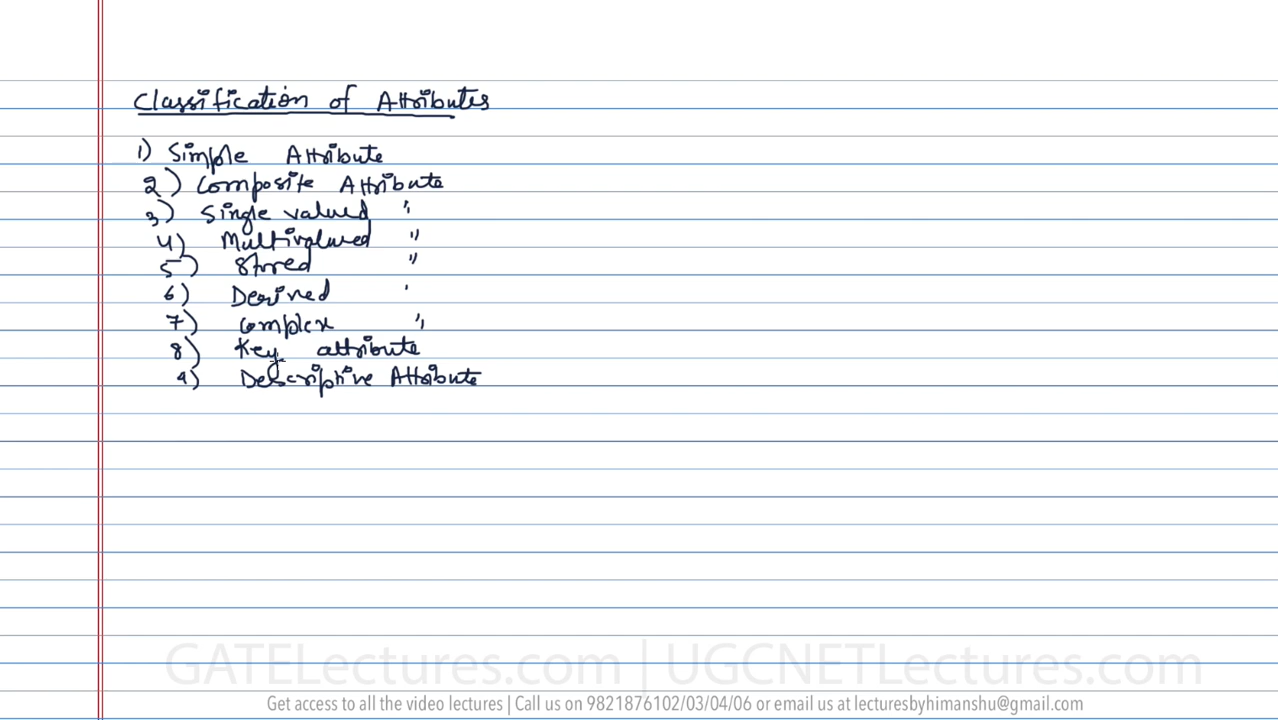 Classification of Attributes
1) Simple Attribute
2) Composite Attribute
3) Single valued "
4) Multivalued "
5) Stored "
6) Derived "
7) Complex "
8) Key attribute
9) Descriptive Attribute
GATELectures.com | UGCNETLectures.com
Get access to all the video lectures | Call us on 9821876102/03/04/06 or email us at lecturesbyhimanshu@gmail.com